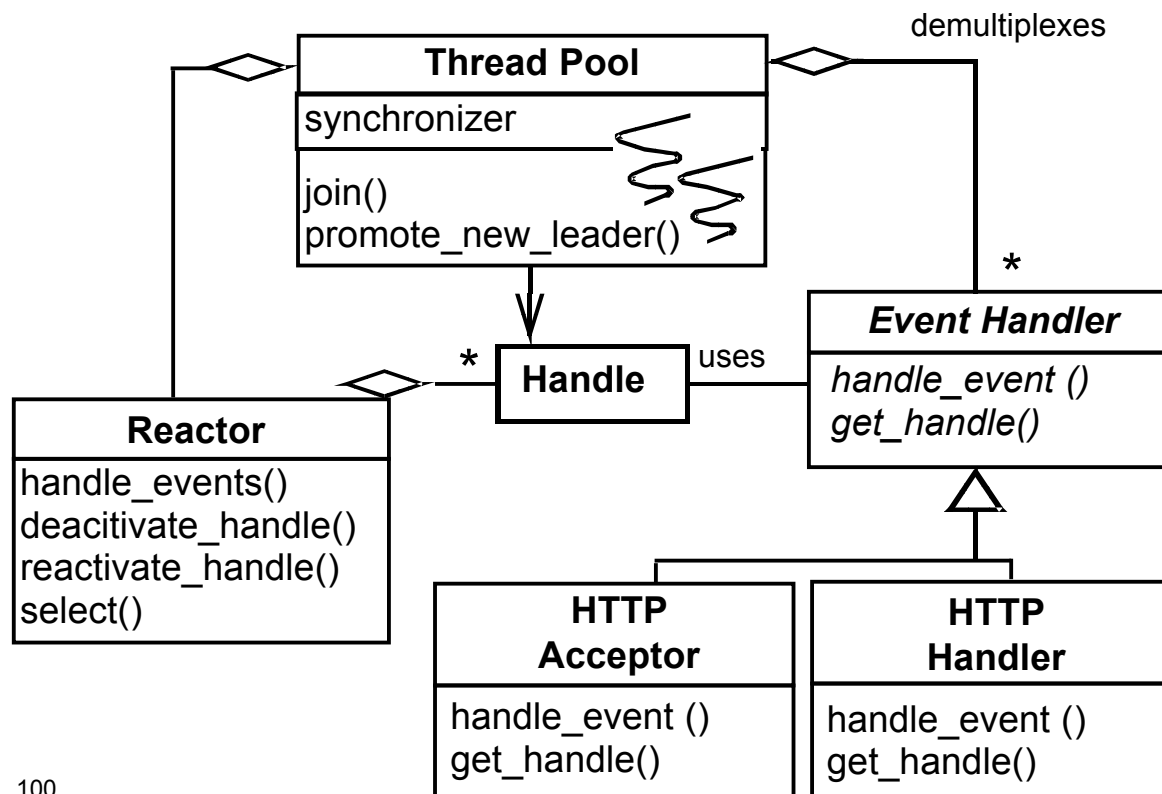 demultiplexes
Thread Pool
synchronizer
join()
promote_new_leader()
*
Event Handler
handle_event ()
get_handle()
*
Handle
uses
Reactor
handle_events()
deacitivate_handle()
reactivate_handle()
select()
HTTP
Acceptor
handle_event ()
get_handle()
HTTP
Handler
handle_event ()
get_handle()
100